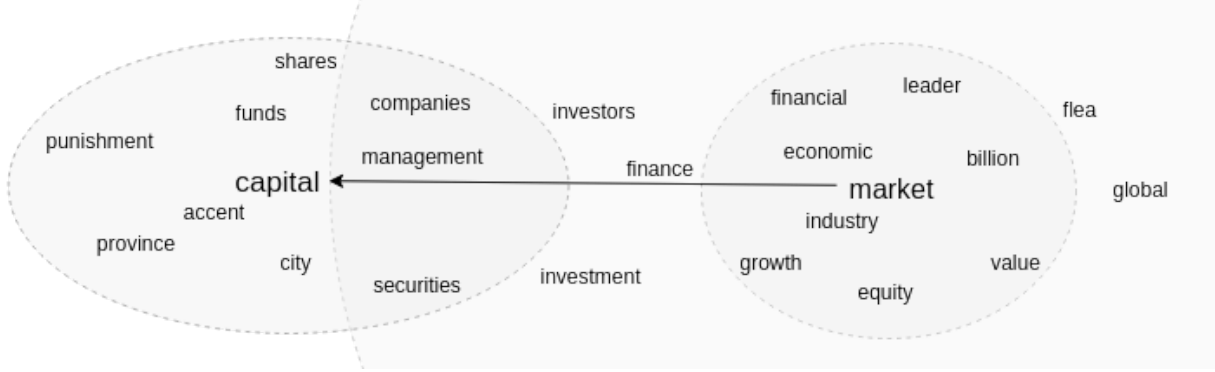 shares
funds
companies
punishment
management
capital
accent
province
city
securities
investors
finance
investment
financial
leader
flea
economic
billion
market
global
industry
growth
value
equity